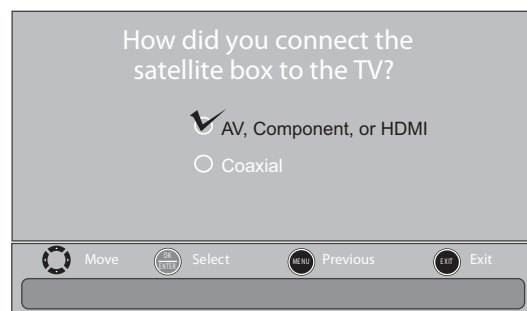 How did you connect the
satellite box to the TV?
AV, Component, or HDMI
Coaxial
Move OK ENTER Select MENU Previous EXIT Exit